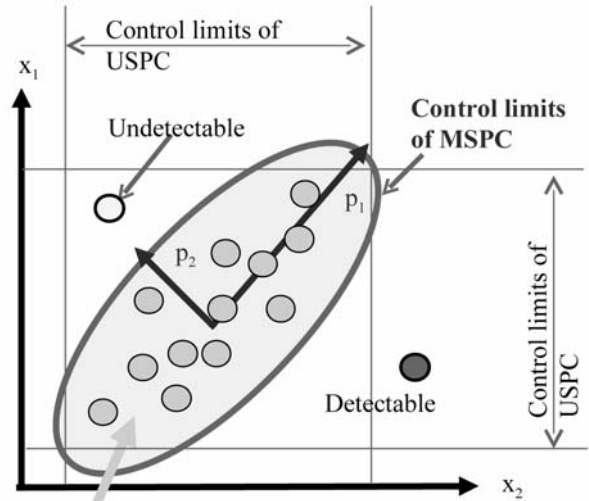 Control limits of
USPC
x₁
Undetectable
Control limits
of MSPC
p₁
p₂
Control limits of
USPC
Detectable
x₂